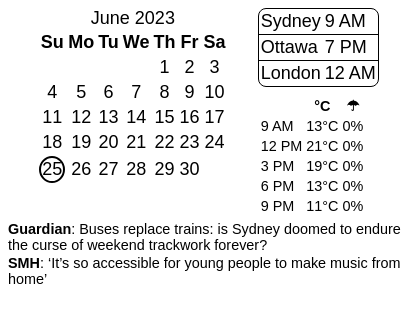 June 2023
Su Mo Tu We Th Fr Sa
1 2 3
4 5 6 7 8 9 10
11 12 13 14 15 16 17
18 19 20 21 22 23 24
25 26 27 28 29 30
Sydney 9 AM
Ottawa 7 PM
London 12 AM
°C ☂
9 AM 13°C 0%
12 PM 21°C 0%
3 PM 19°C 0%
6 PM 13°C 0%
9 PM 11°C 0%
Guardian: Buses replace trains: is Sydney doomed to endure
the curse of weekend trackwork forever?
SMH: ‘It’s so accessible for young people to make music from
home’